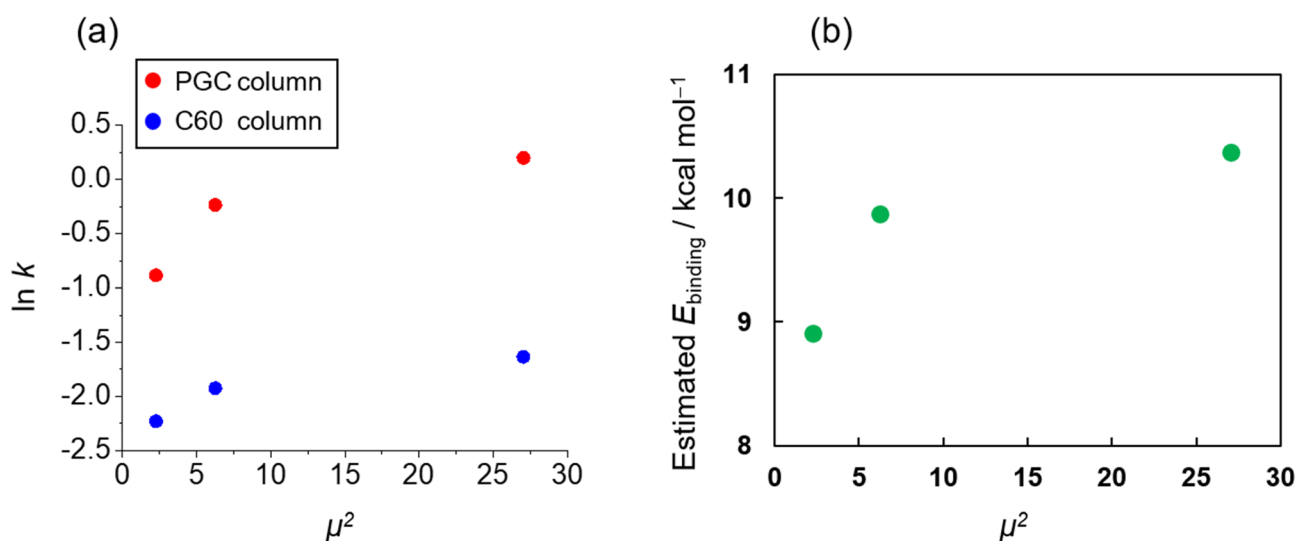 (a)
PGC column
C60 column
0.5
0.0
-0.5
-1.0
-1.5
-2.0
-2.5
ln k
0 5 10 15 20 25 30
μ²
(b)
11
10
9
8
Estimated E_binding / kcal mol⁻¹
0 5 10 15 20 25 30
μ²